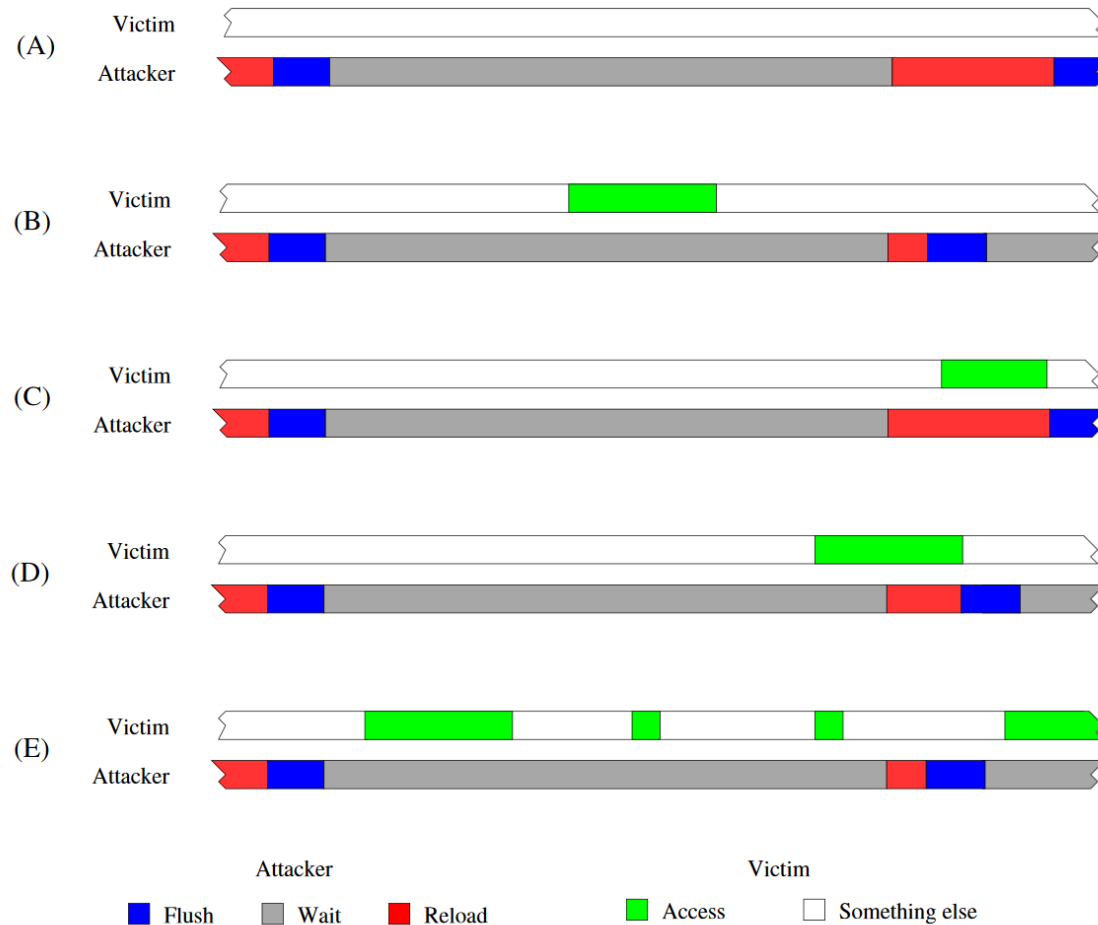 Victim
(A)
Attacker
Victim
(B)
Attacker
Victim
(C)
Attacker
Victim
(D)
Attacker
Victim
(E)
Attacker
Attacker Victim
Flush Wait Reload Access Something else